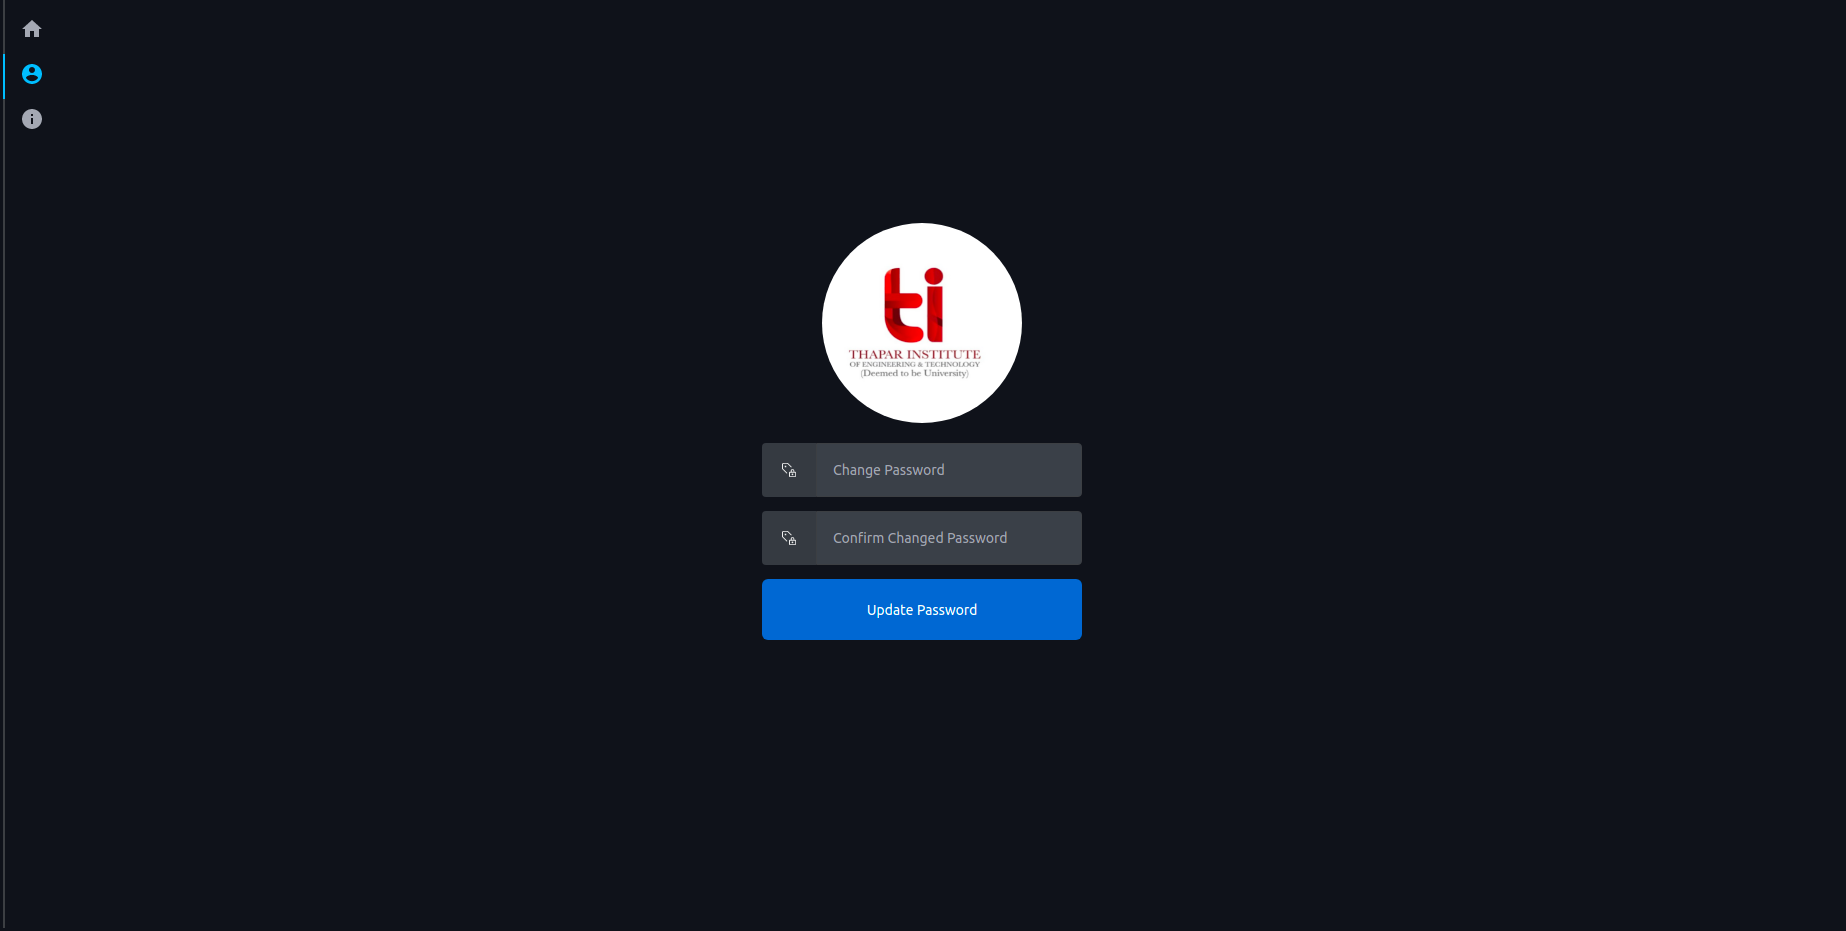 ti
THAPAR INSTITUTE
OF ENGINEERING & TECHNOLOGY
(Deemed to be University)
Change Password
Confirm Changed Password
Update Password